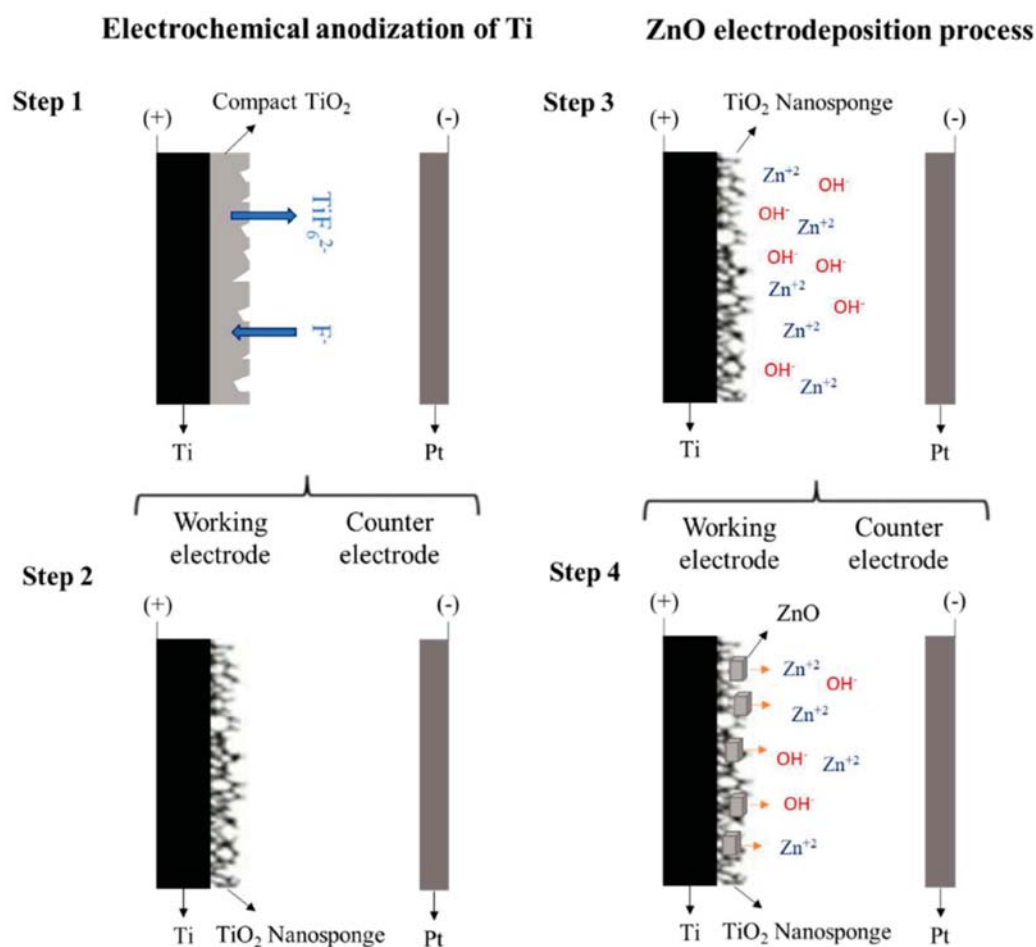 Electrochemical anodization of Ti
Step 1
Compact TiO₂
(+)
(-)
TiF₆²⁻
F⁻
Ti
Pt
Working electrode
Counter electrode
Step 2
(+)
(-)
Ti
TiO₂ Nanosponge
Pt
ZnO electrodeposition process
Step 3
TiO₂ Nanosponge
(+)
(-)
Zn⁺²
OH⁻
OH⁻
Zn⁺²
OH⁻
OH⁻
Zn⁺²
OH⁻
Zn⁺²
OH⁻
Zn⁺²
Ti
Pt
Working electrode
Counter electrode
Step 4
(+)
ZnO
(-)
Zn⁺²
OH⁻
Zn⁺²
OH⁻
Zn⁺²
OH⁻
Zn⁺²
Ti
TiO₂ Nanosponge
Pt